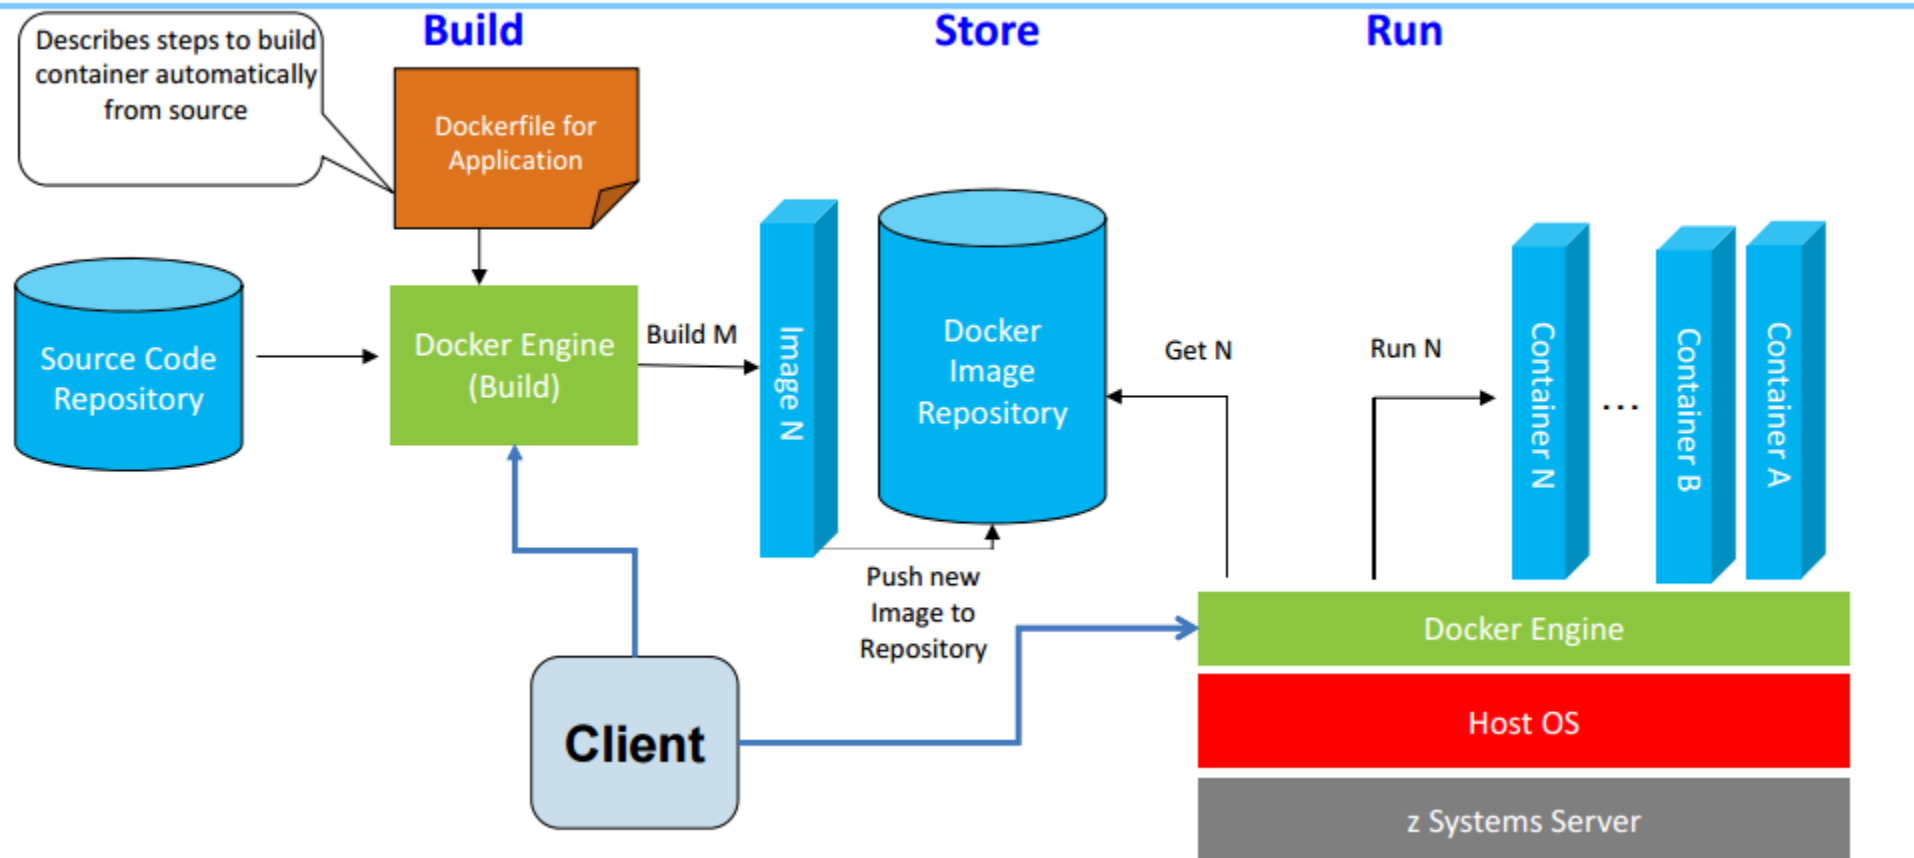 Build
Store
Run
Describes steps to build
container automatically
from source
Dockerfile for
Application
Source Code
Repository
Docker Engine
(Build)
Build M
Image N
Docker
Image
Repository
Push new
Image to
Repository
Get N
Run N
Container N
...
Container B
Container A
Client
Docker Engine
Host OS
z Systems Server